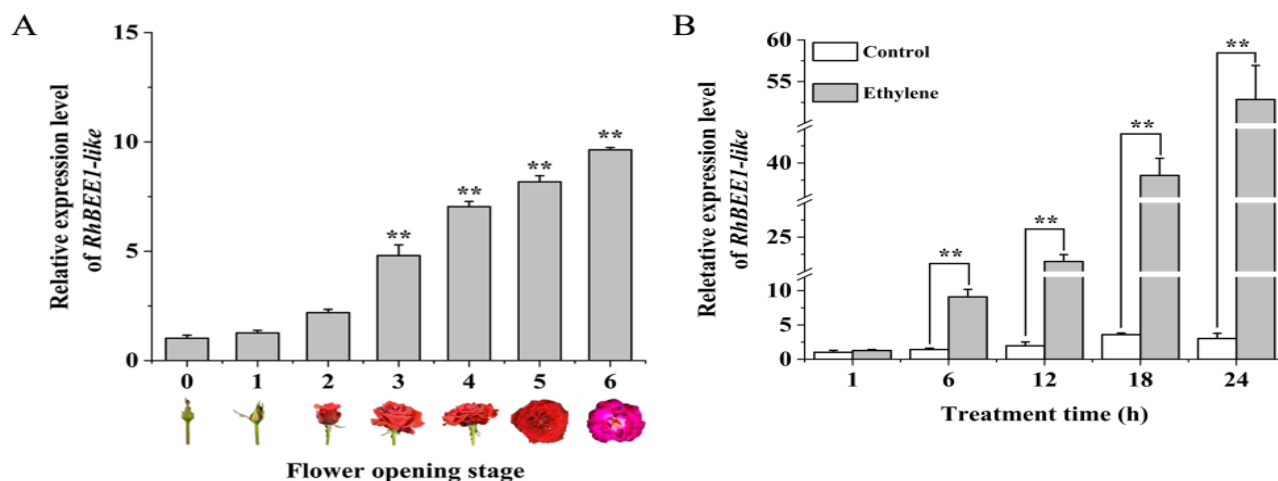 A
Relative expression level
of RhBEE1-like
15
10
5
0
**
**
**
**
0 1 2 3 4 5 6
Flower opening stage
B
Reletative expression level
of RhBEE1-like
60
55
40
25
10
5
0
Control
Ethylene
**
**
**
**
1 6 12 18 24
Treatment time (h)